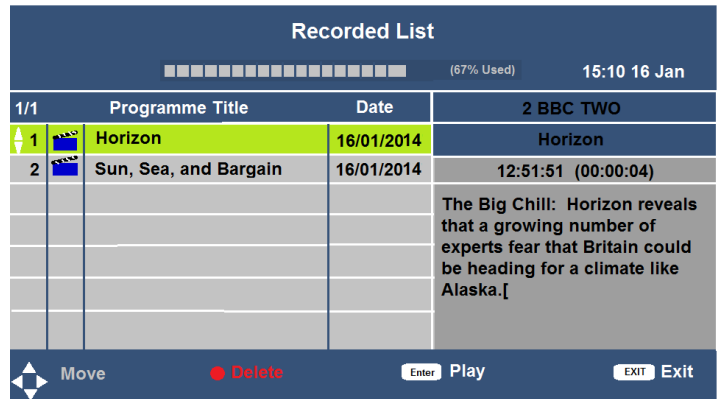 Recorded List
(67% Used)
15:10 16 Jan
1/1 Programme Title Date
2 BBC TWO
1 Horizon 16/01/2014
2 Sun, Sea, and Bargain 16/01/2014
Horizon
12:51:51 (00:00:04)
The Big Chill: Horizon reveals
that a growing number of
experts fear that Britain could
be heading for a climate like
Alaska.[
Move Delete Enter Play EXIT Exit